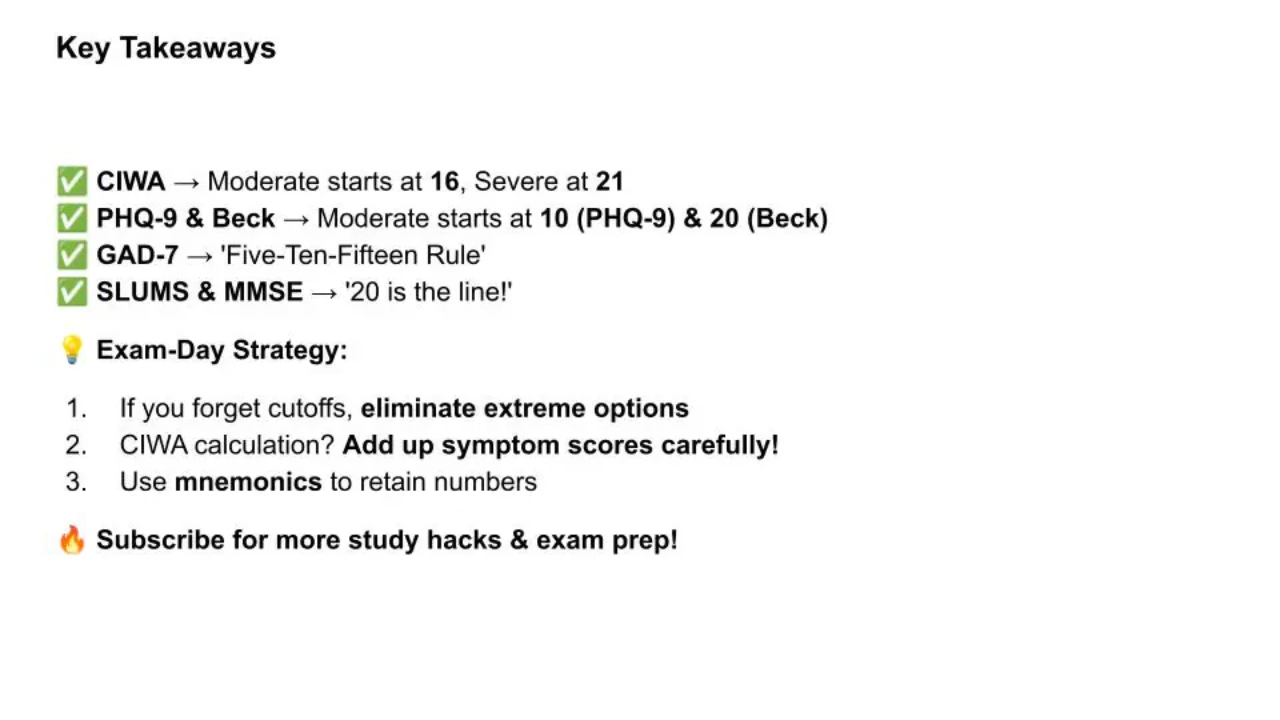 Key Takeaways
✅ CIWA → Moderate starts at 16, Severe at 21
✅ PHQ-9 & Beck → Moderate starts at 10 (PHQ-9) & 20 (Beck)
✅ GAD-7 → 'Five-Ten-Fifteen Rule'
✅ SLUMS & MMSE → '20 is the line!'
💡 Exam-Day Strategy:
1. If you forget cutoffs, eliminate extreme options
2. CIWA calculation? Add up symptom scores carefully!
3. Use mnemonics to retain numbers
🔥 Subscribe for more study hacks & exam prep!